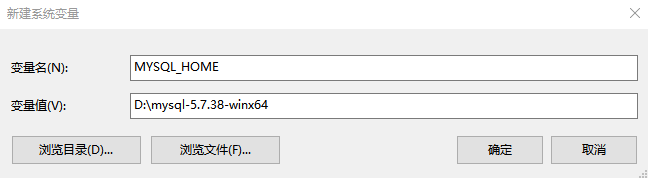 新建系统变量
变量名(N): MYSQL_HOME
变量值(V): D:\mysql-5.7.38-winx64
浏览目录(D)... 浏览文件(F)... 确定 取消